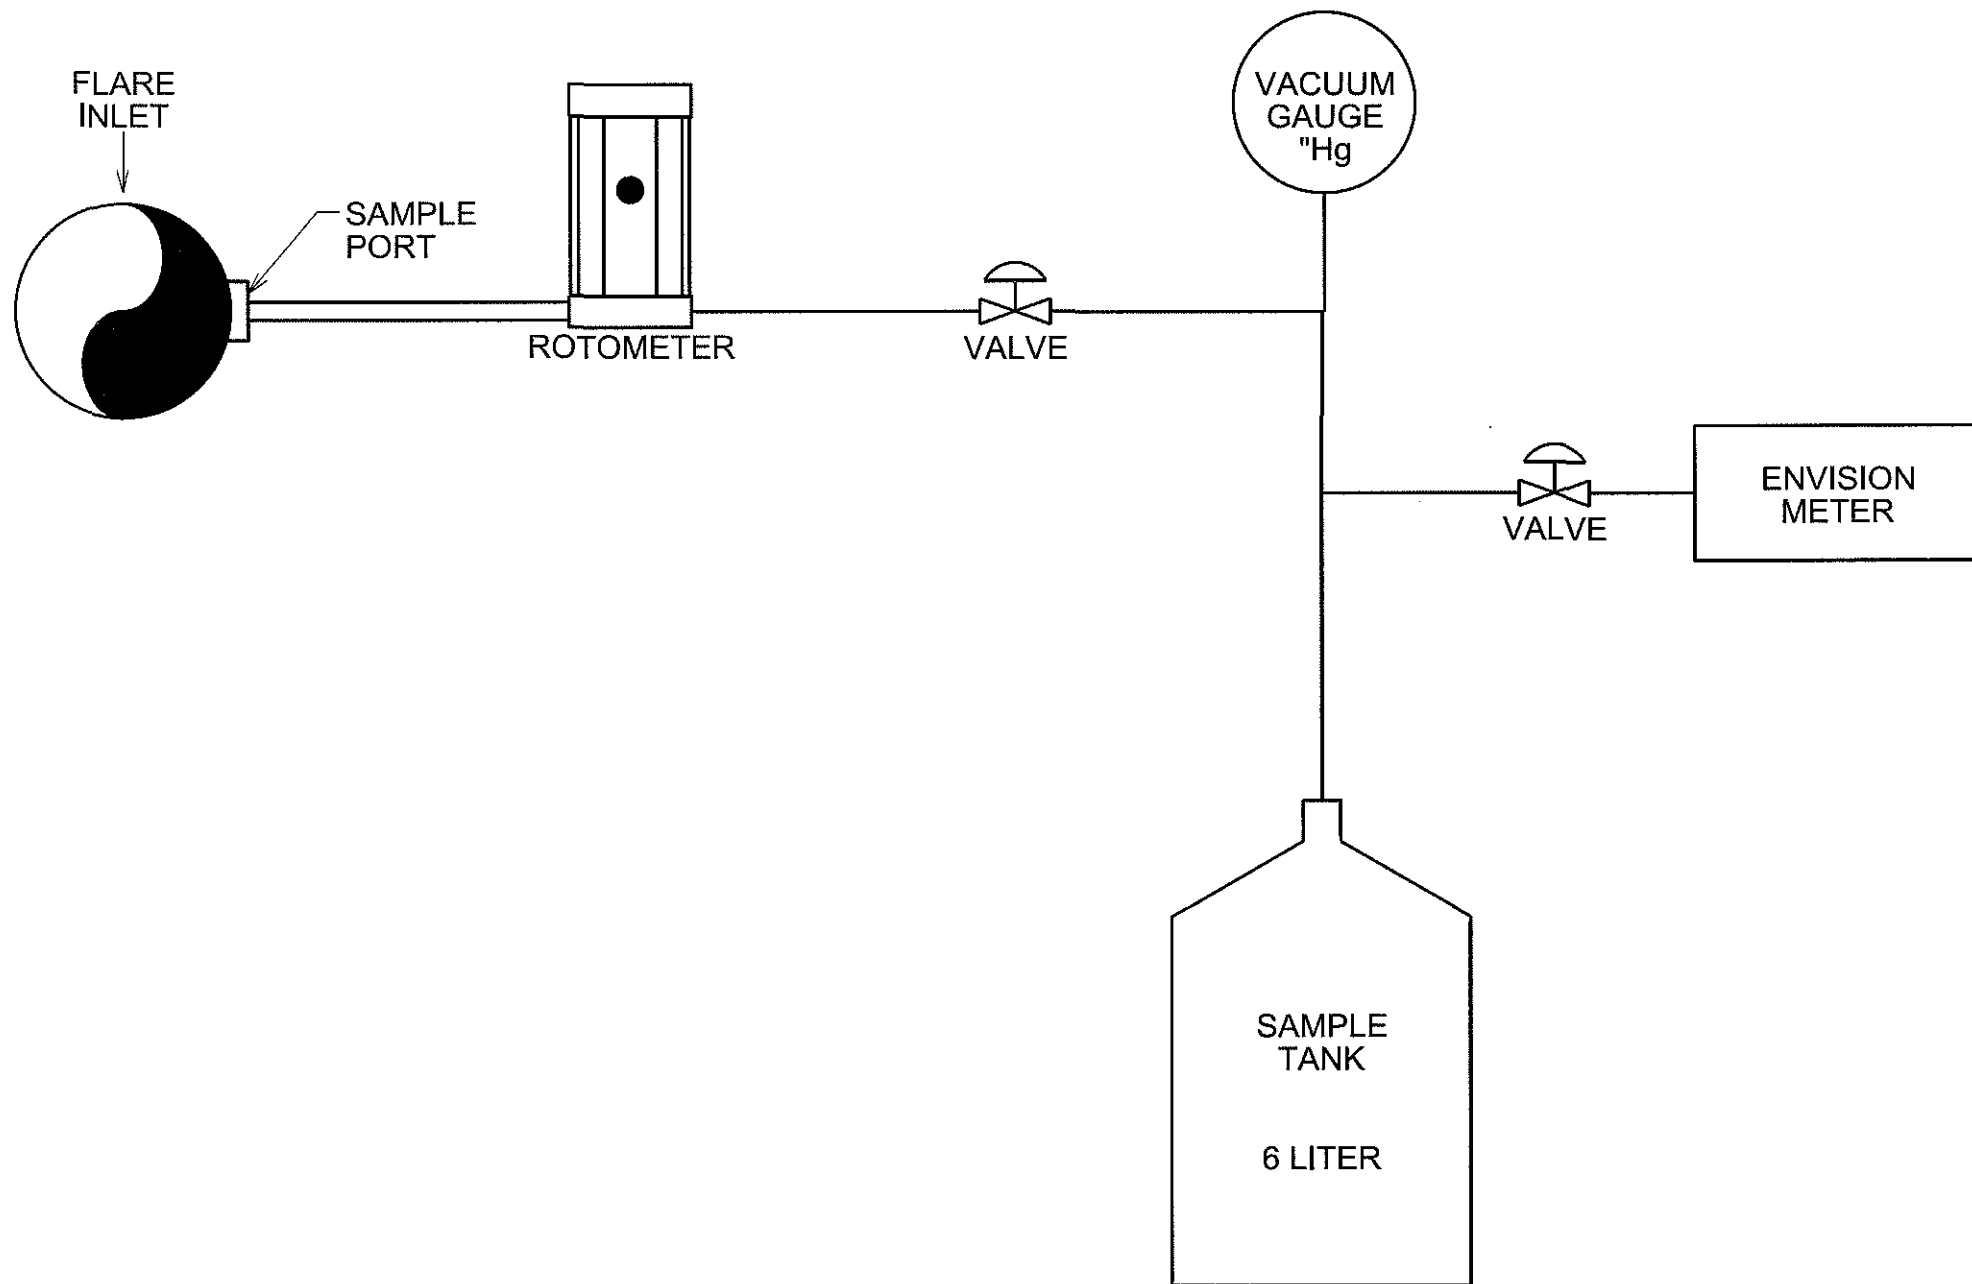 FLARE
INLET
SAMPLE
PORT
ROTOMETER
VALVE
VACUUM
GAUGE
"Hg
VALVE
ENVISION
METER
SAMPLE
TANK
6 LITER